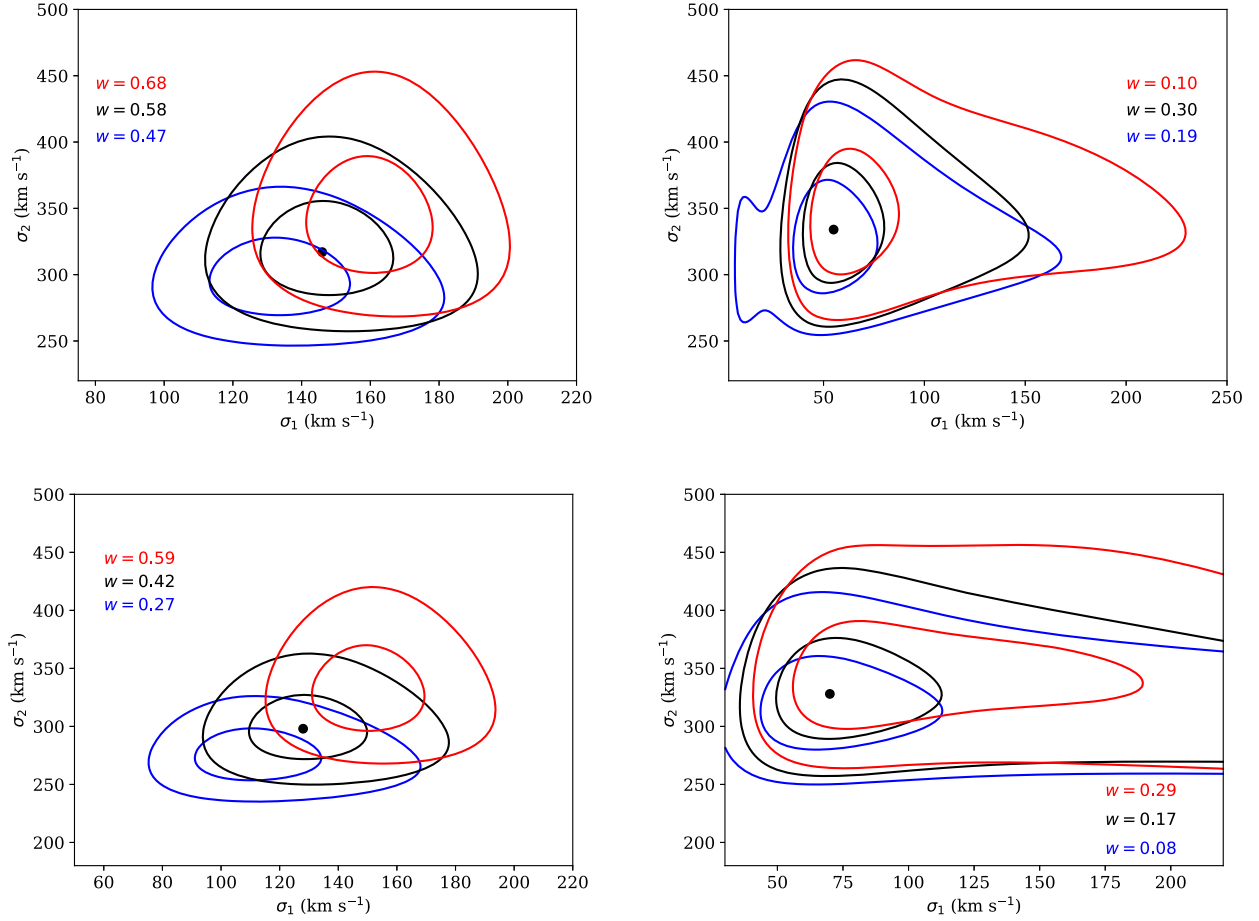 500
450
400
350
300
250
w = 0.68
w = 0.58
w = 0.47
σ₂ (km s⁻¹)
80 100 120 140 160 180 200 220
σ₁ (km s⁻¹)
500
450
400
350
300
250
w = 0.10
w = 0.30
w = 0.19
σ₂ (km s⁻¹)
50 100 150 200 250
σ₁ (km s⁻¹)
500
450
400
350
300
250
200
w = 0.59
w = 0.42
w = 0.27
σ₂ (km s⁻¹)
60 80 100 120 140 160 180 200 220
σ₁ (km s⁻¹)
500
450
400
350
300
250
200
w = 0.29
w = 0.17
w = 0.08
σ₂ (km s⁻¹)
50 75 100 125 150 175 200
σ₁ (km s⁻¹)